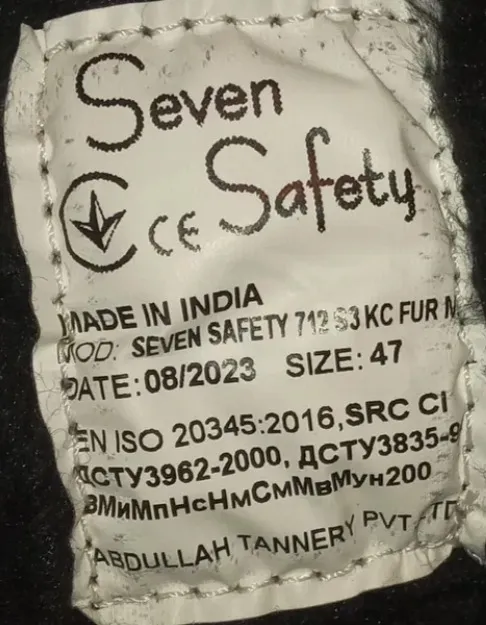 Seven
CE Safety
MADE IN INDIA
MOD: SEVEN SAFETY 712 S3 KC FUR
DATE: 08/2023 SIZE: 47
EN ISO 20345:2016, SRC CI
ДСТУ3962-2000, ДСТУ3835-9
ВМиМпНсНмСмМвМун200
ABDULLAH TANNERY PVT